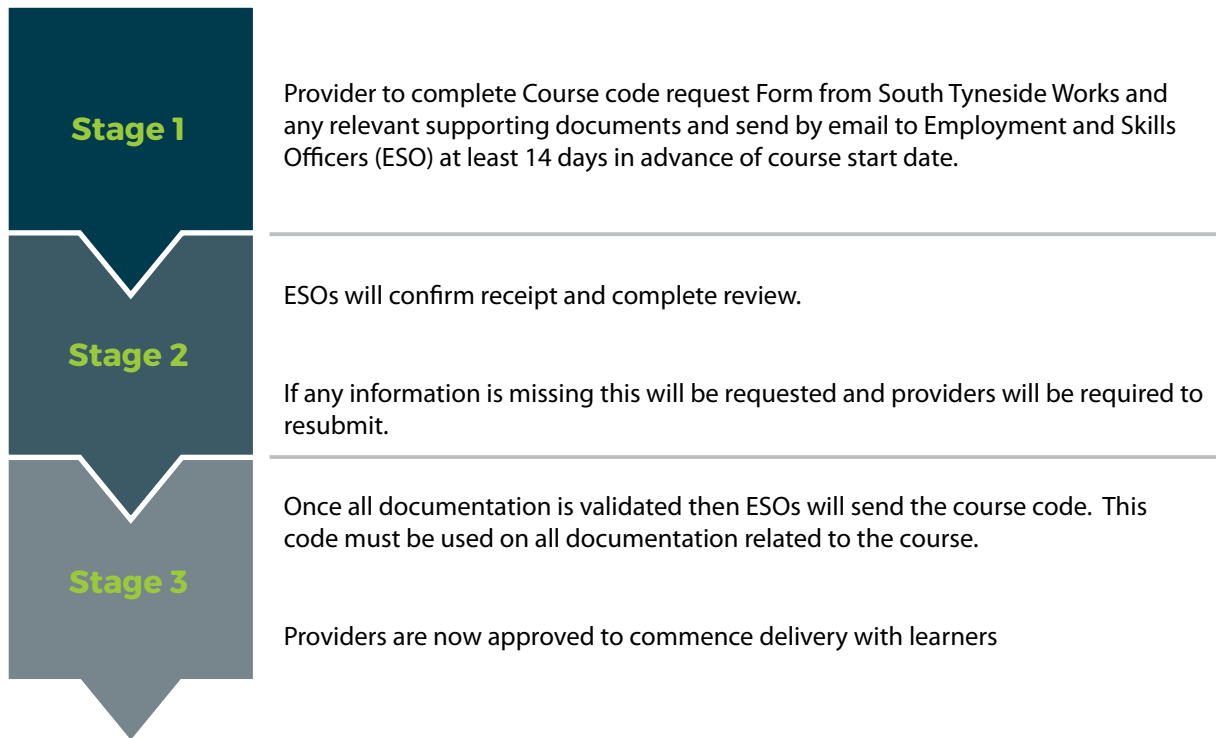 Stage 1
Provider to complete Course code request Form from South Tyneside Works and
any relevant supporting documents and send by email to Employment and Skills
Officers (ESO) at least 14 days in advance of course start date.
Stage 2
ESOs will confirm receipt and complete review.
If any information is missing this will be requested and providers will be required to
resubmit.
Stage 3
Once all documentation is validated then ESOs will send the course code.  This
code must be used on all documentation related to the course.
Providers are now approved to commence delivery with learners